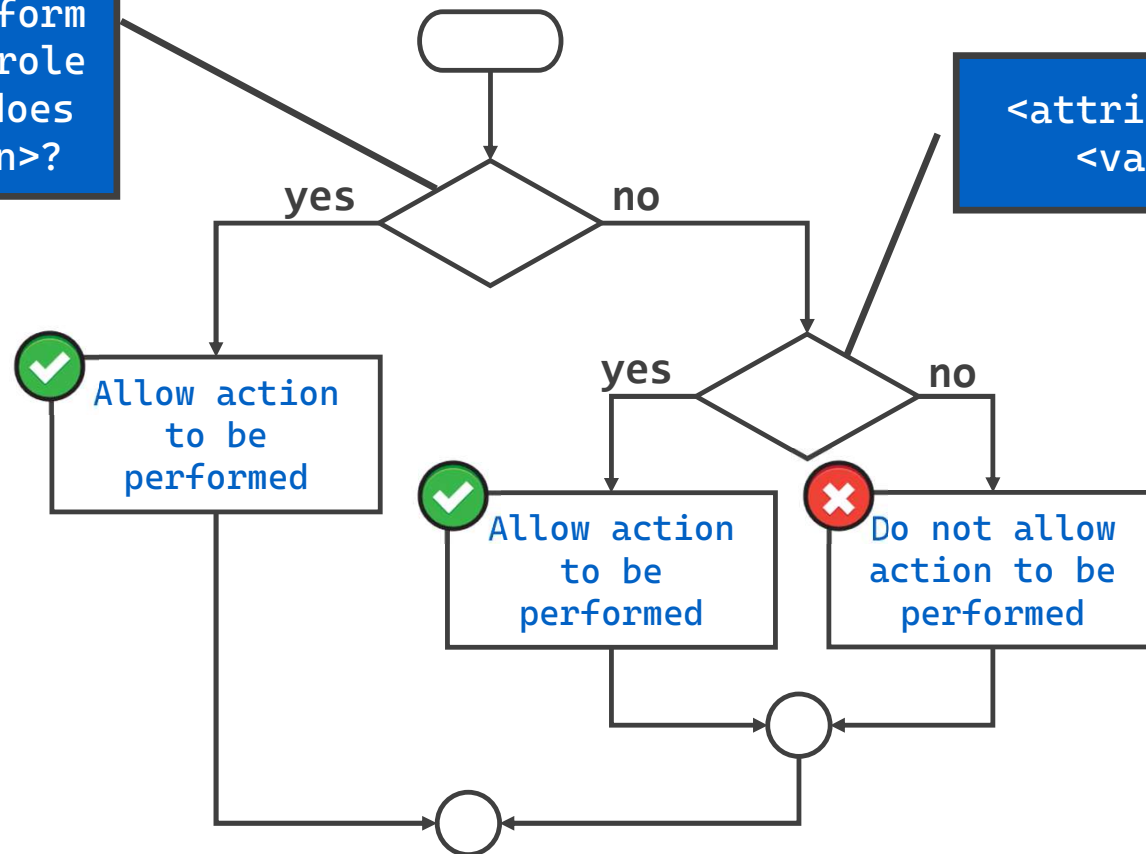 form
role
does
n>?
<attri
<va
yes
no
Allow action
to be
performed
yes
no
Allow action
to be
performed
Do not allow
action to be
performed